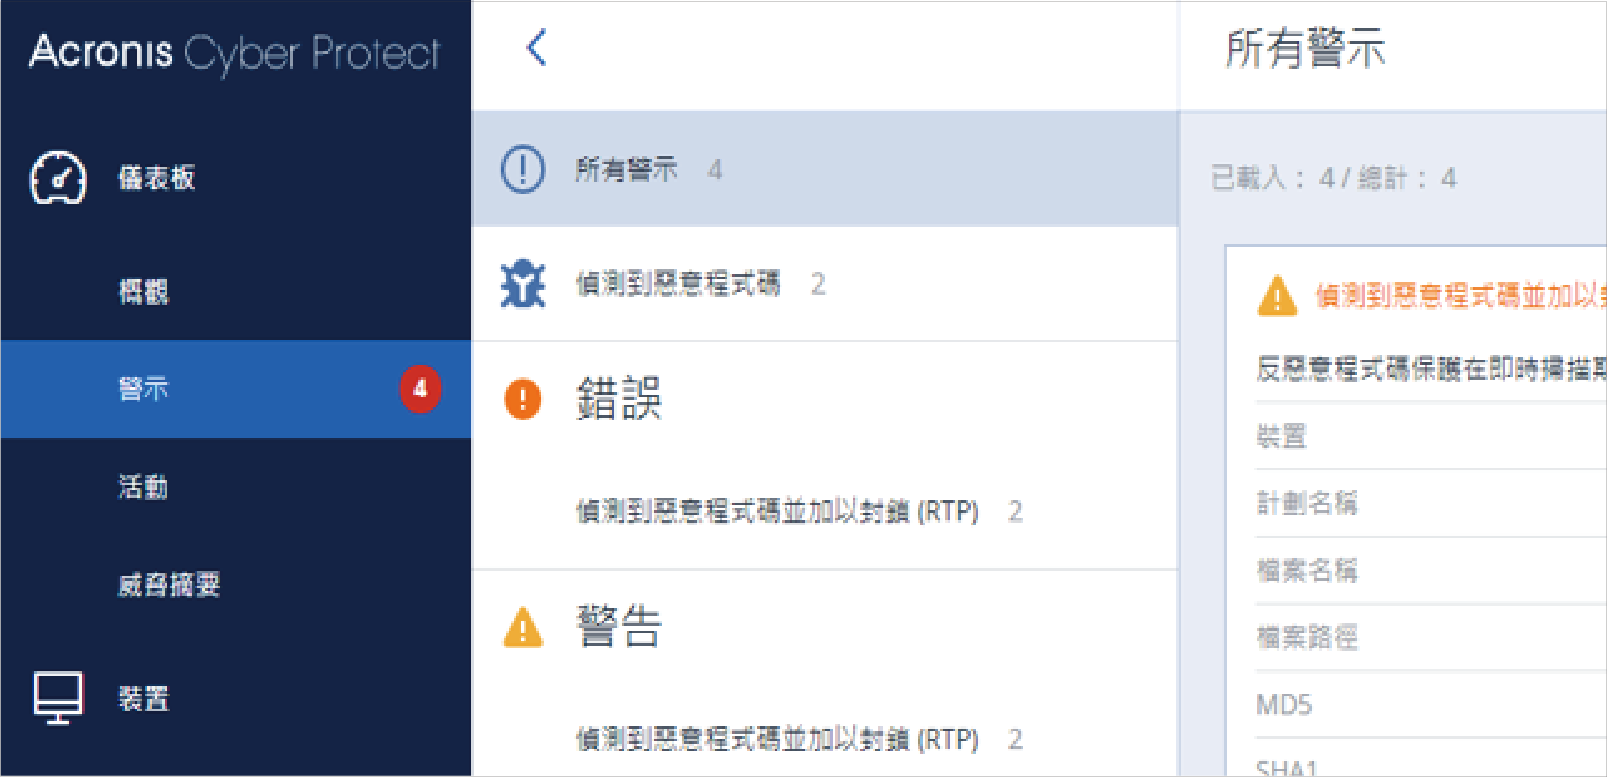 Acronis Cyber Protect
儀表板
概觀
警示 4
活動
威脅摘要
裝置
所有警示 4
偵測到惡意程式碼 2
錯誤
偵測到惡意程式碼並加以封鎖 (RTP) 2
警告
偵測到惡意程式碼並加以封鎖 (RTP) 2
所有警示
已載入： 4 / 總計： 4
偵測到惡意程式碼並加以
反惡意程式碼保護在即時掃描
裝置
計劃名稱
檔案名稱
檔案路徑
MD5
SHA1